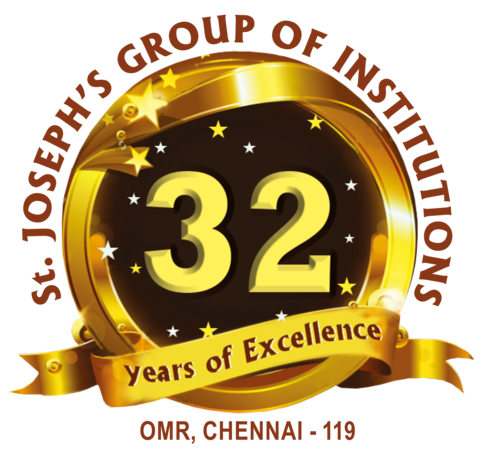 St. JOSEPH'S GROUP OF INSTITUTIONS
32
Years of Excellence
OMR, CHENNAI - 119